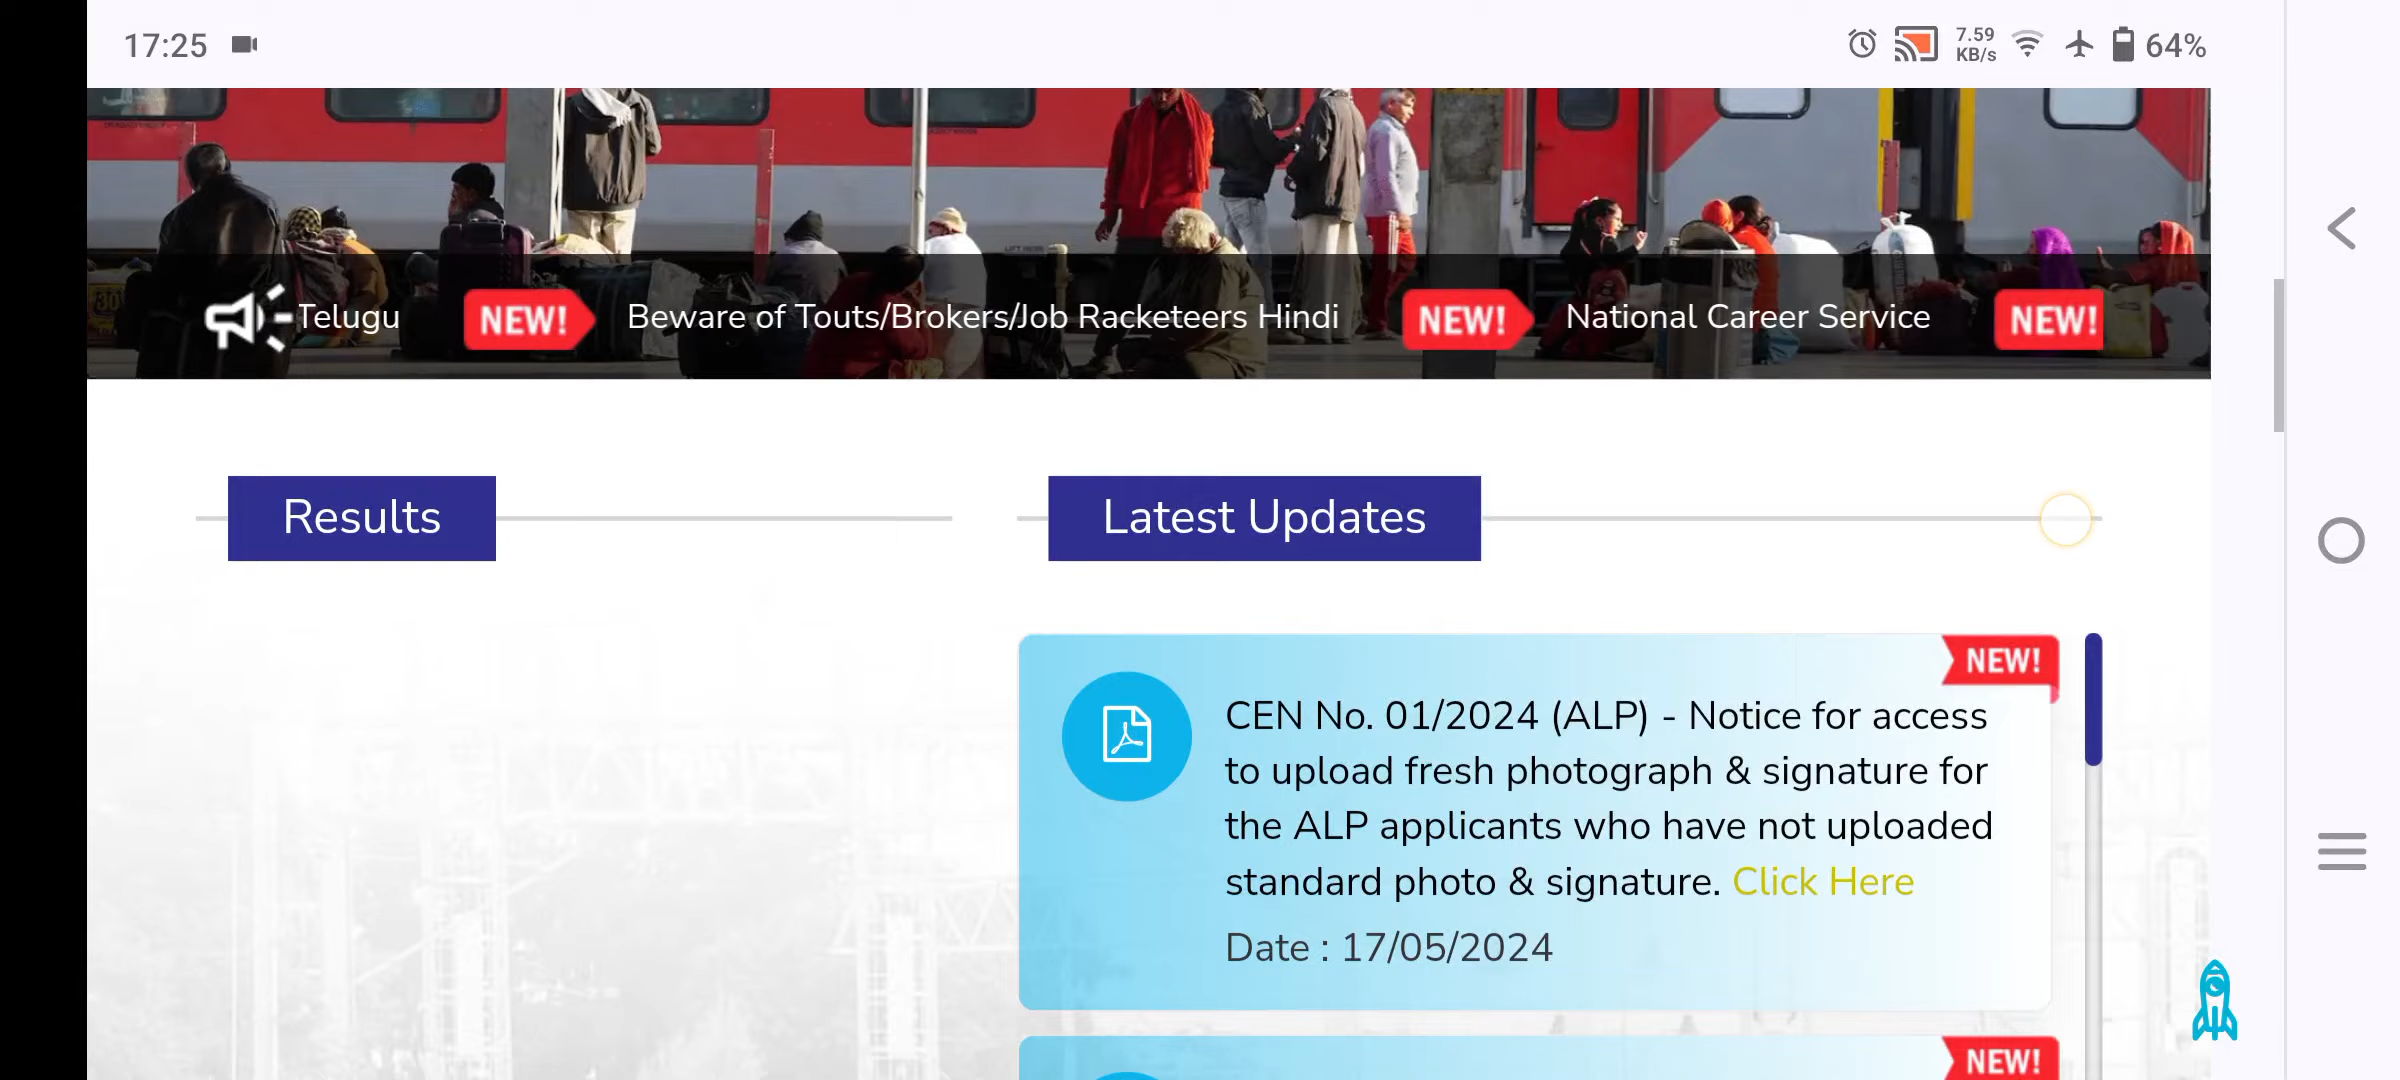 17:25
7.59
KB/s
64%
Telugu NEW! Beware of Touts/Brokers/Job Racketeers Hindi NEW! National Career Service NEW!
Results
Latest Updates
NEW!
CEN No. 01/2024 (ALP) - Notice for access
to upload fresh photograph & signature for
the ALP applicants who have not uploaded
standard photo & signature. Click Here
Date : 17/05/2024
NEW!